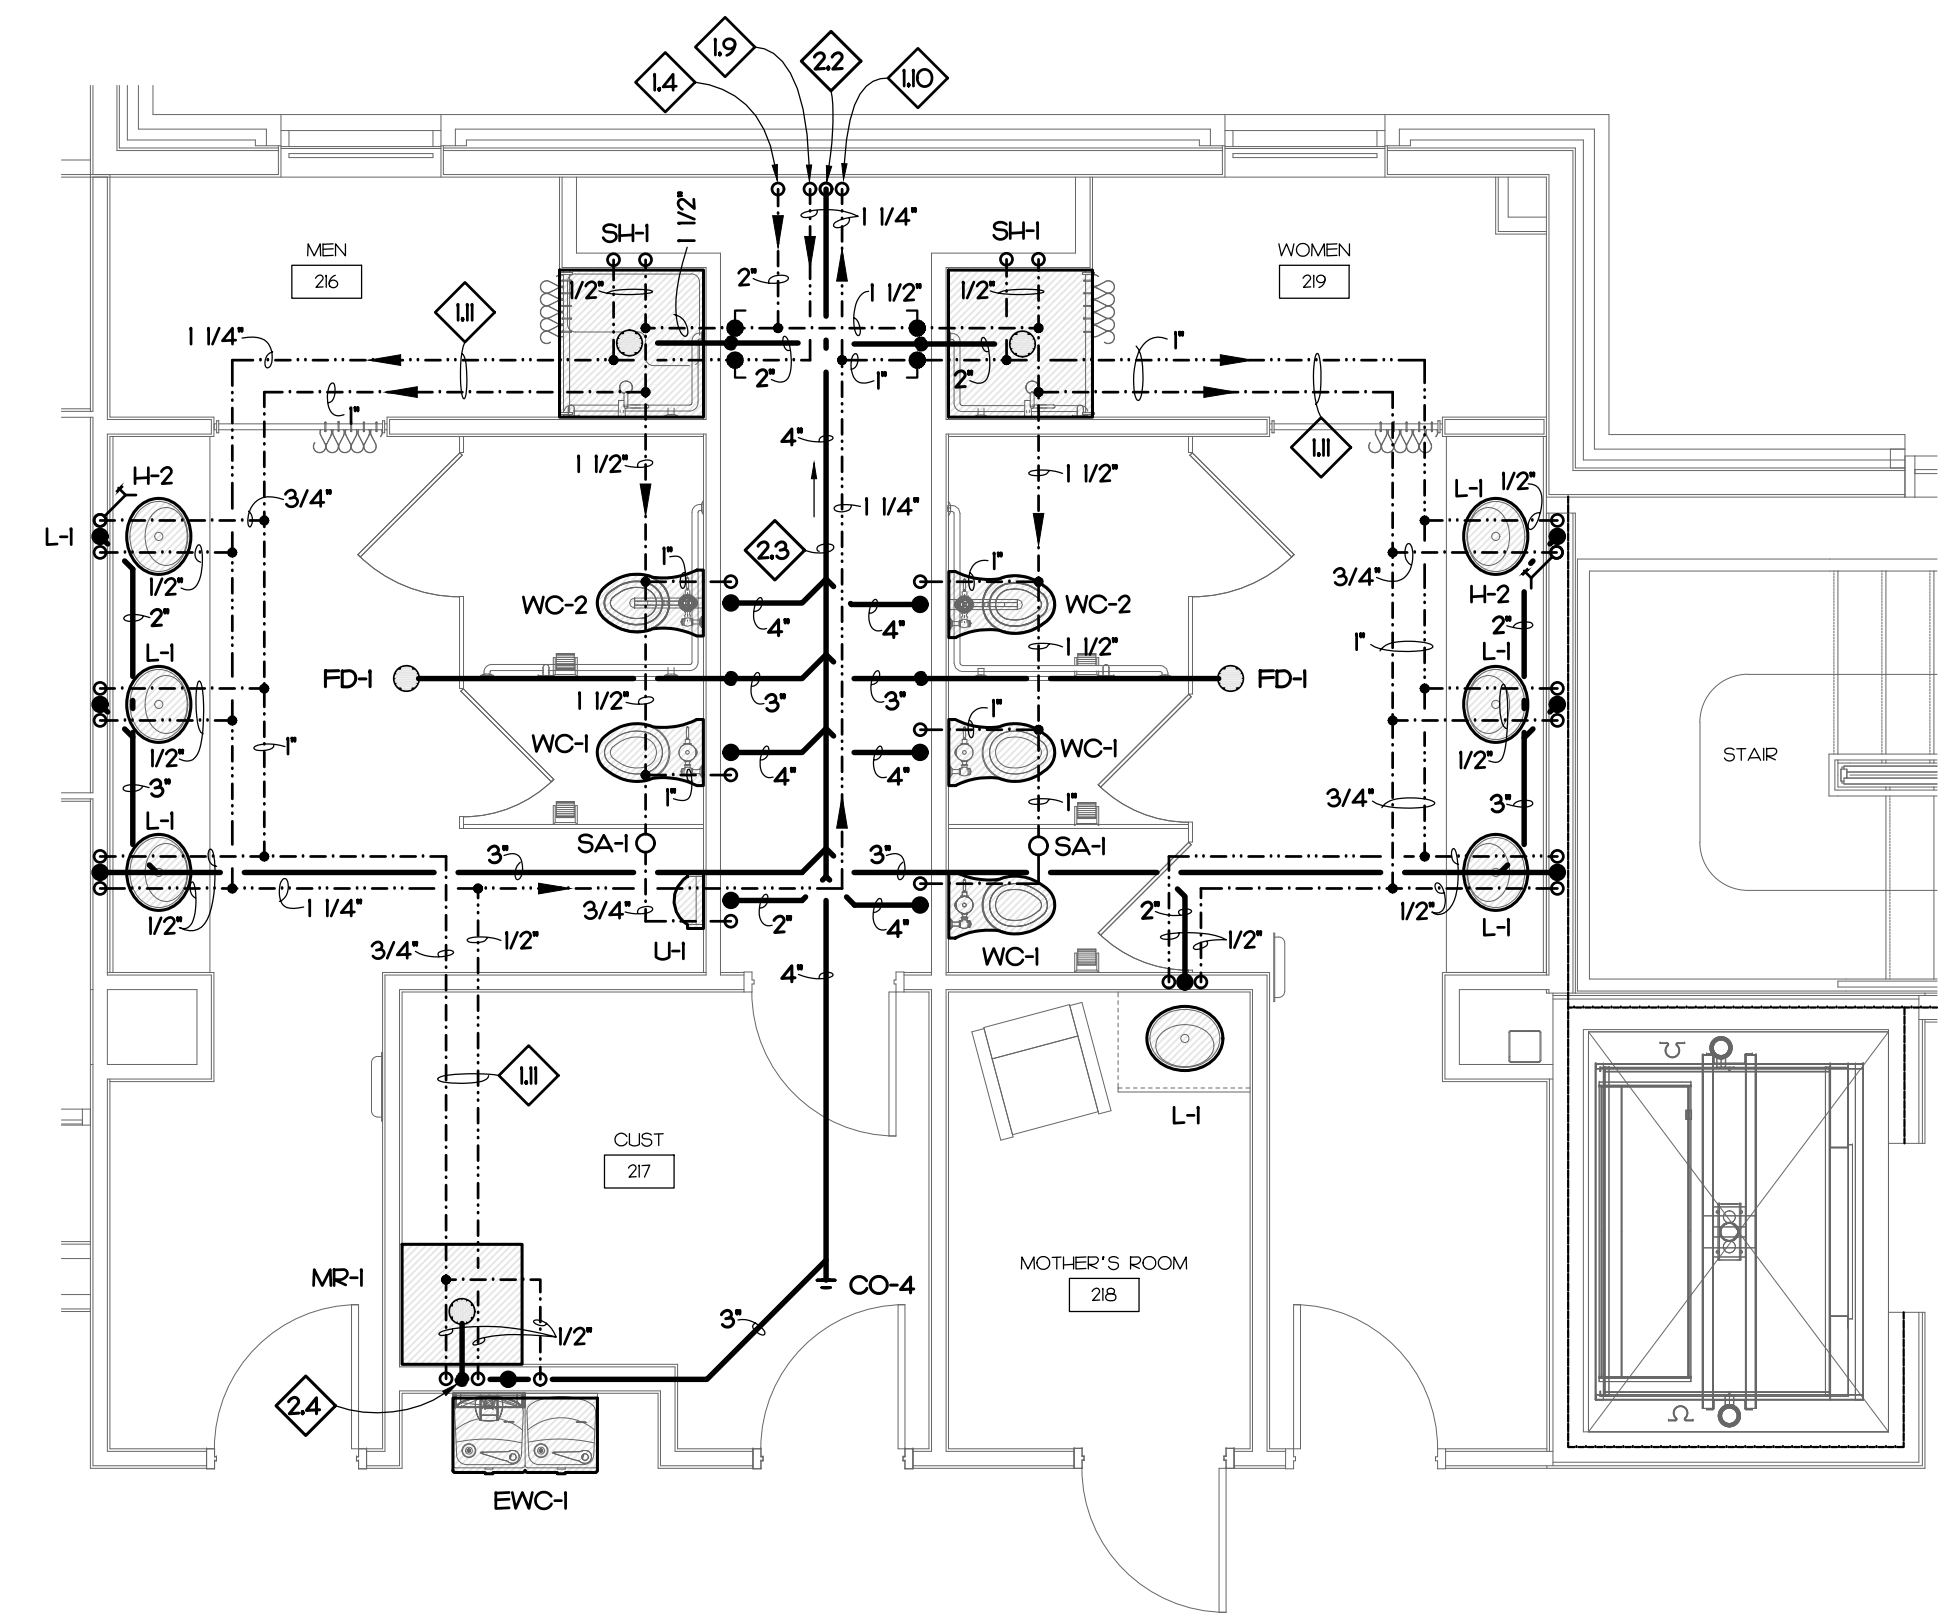 1.9
2.2
1.4
1.10
1 1/2"
1 1/4"
SH-1
SH-1
MEN
216
WOMEN
219
2"
1/2"
1 1/2"
1/2"
1.11
1 1/4"
1"
2"
1"
2"
1"
4"
1.11
1 1/2"
1 1/2"
H-2
L-1
1/2"
3/4"
1 1/4"
L-1
2.3
1"
1"
3/4"
1/2"
WC-2
WC-2
H-2
2"
4"
4"
2"
1"
1 1/2"
L-1
L-1
FD-1
3"
3"
FD-1
1 1/2"
1"
WC-1
WC-1
1"
1/2"
1/2"
STAIR
4"
4"
3"
1"
1"
3/4"
3"
L-1
SA-1
SA-1
3"
3"
1 1/4"
3/4"
2"
1/2"
1/2"
2"
4"
L-1
3/4"
1/2"
U-1
1/2"
WC-1
4"
1.11
L-1
CUST
217
MOTHER'S ROOM
218
MR-1
CO-4
3"
1/2"
2.4
EWC-1